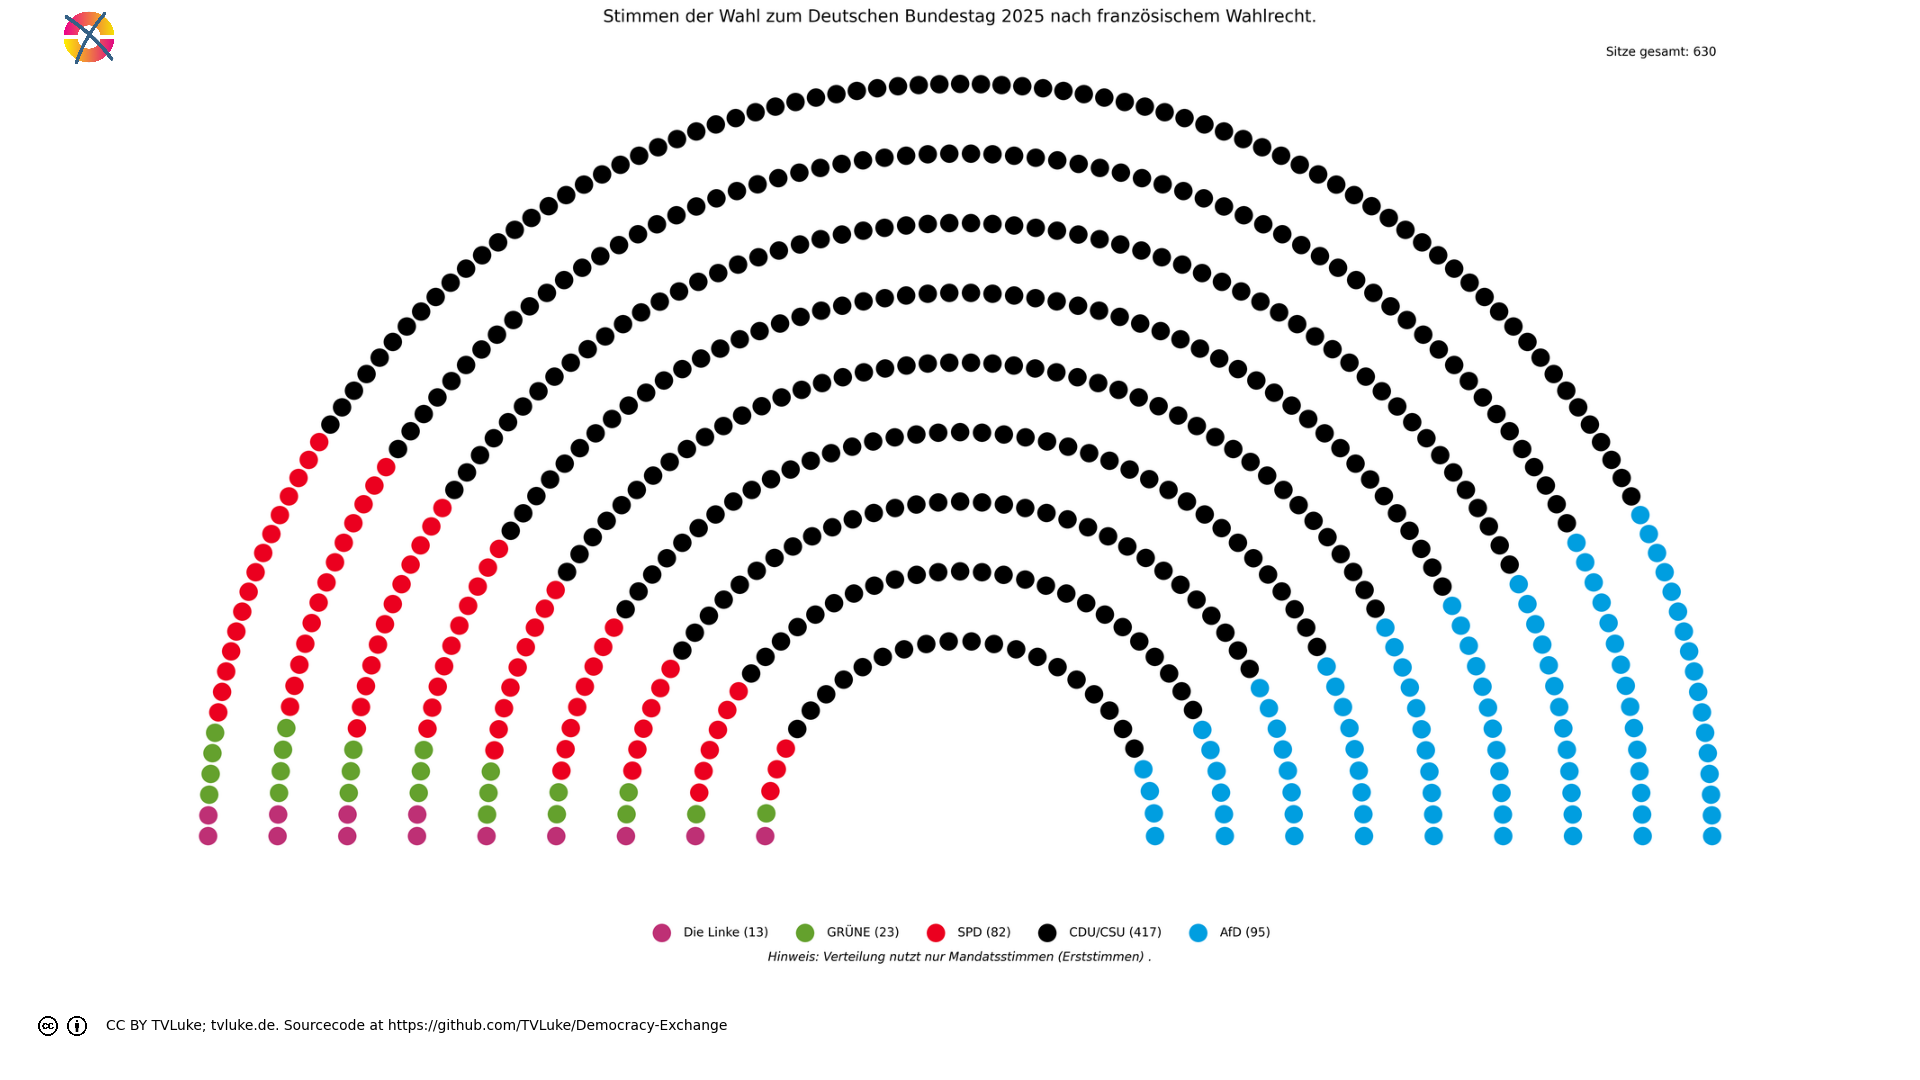 Stimmen der Wahl zum Deutschen Bundestag 2025 nach französischem Wahlrecht.
Sitze gesamt: 630
Die Linke (13) GRÜNE (23) SPD (82) CDU/CSU (417) AfD (95)
Hinweis: Verteilung nutzt nur Mandatsstimmen (Erststimmen) .
cc CC BY TVLuke; tvluke.de. Sourcecode at https://github.com/TVLuke/Democracy-Exchange